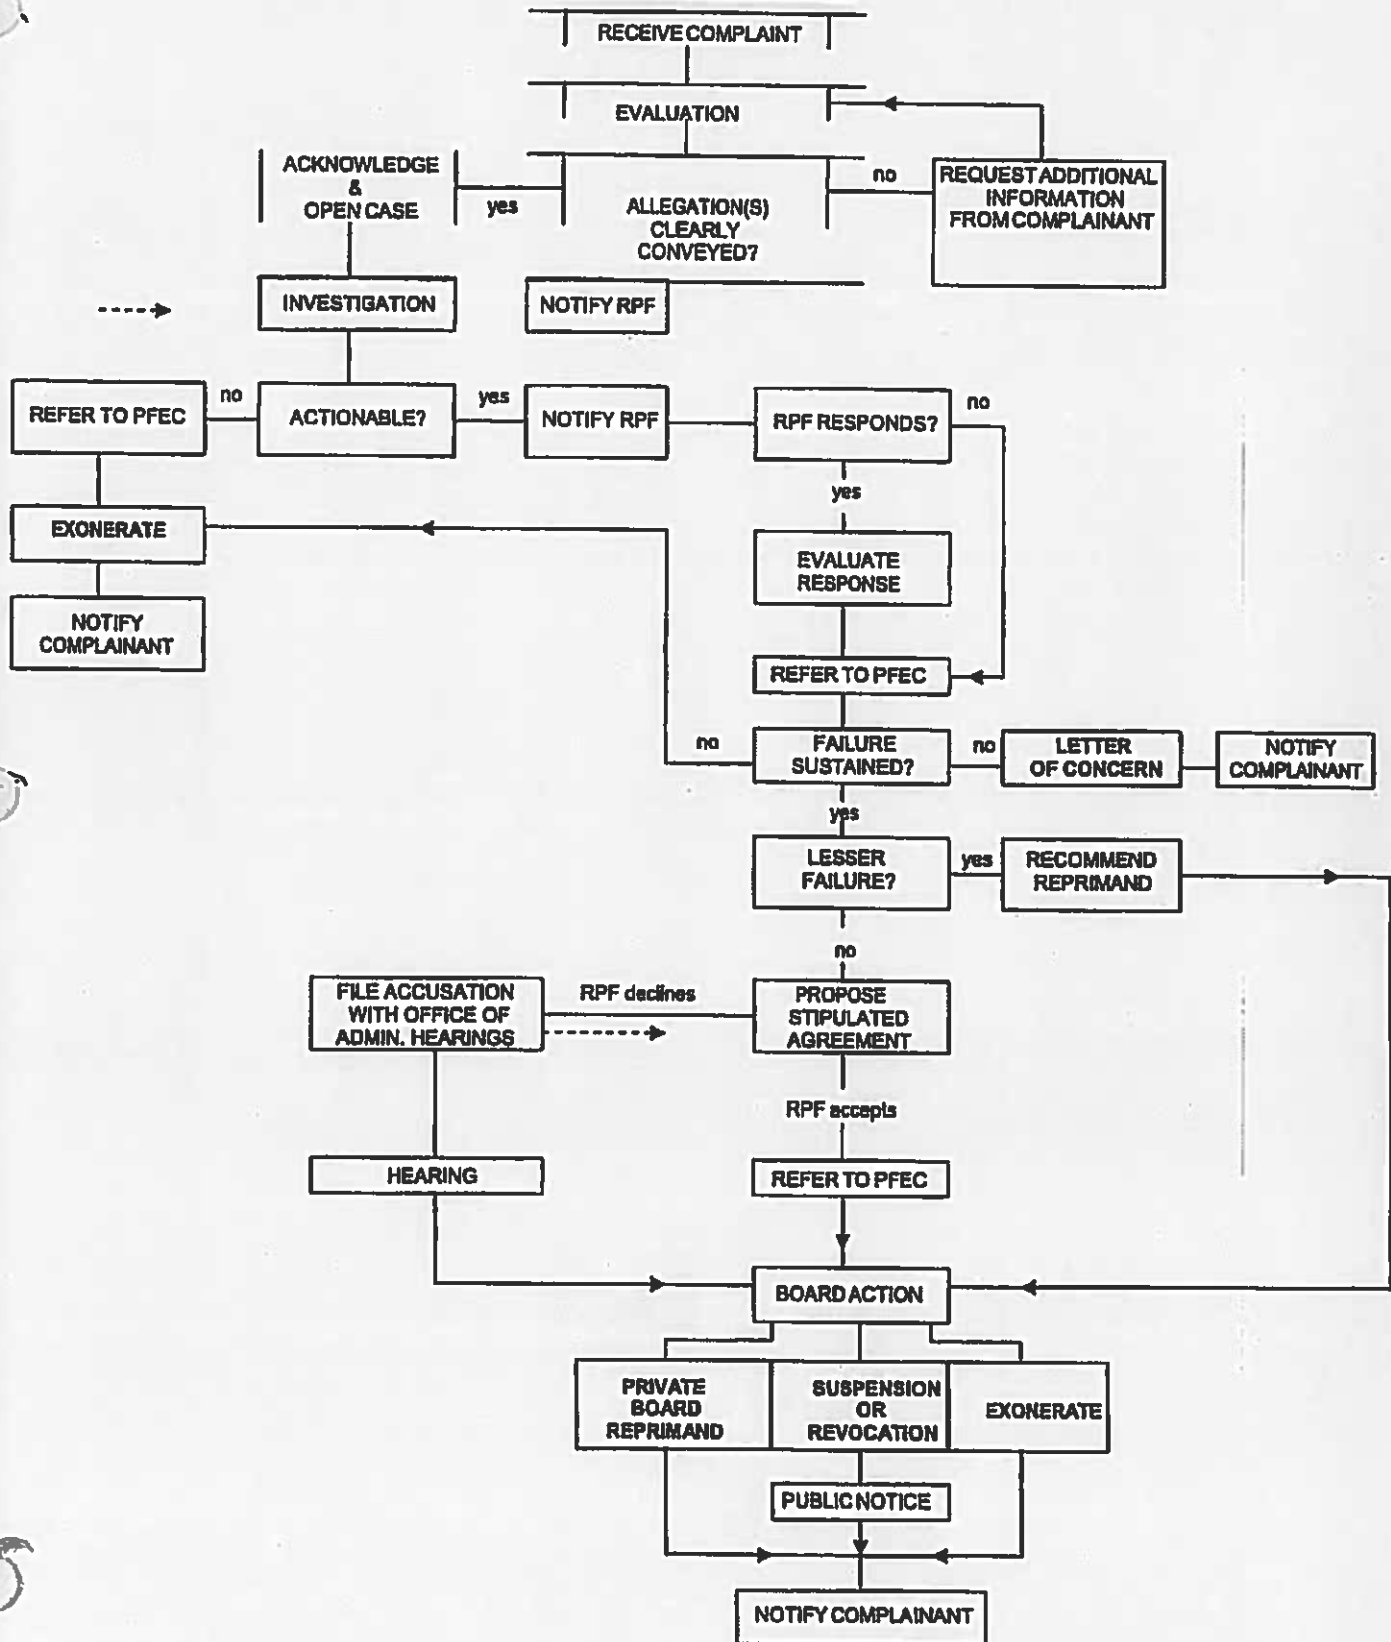 RECEIVE COMPLAINT
EVALUATION
ACKNOWLEDGE
&
OPEN CASE
yes
ALLEGATION(S)
CLEARLY
CONVEYED?
no
REQUEST ADDITIONAL
INFORMATION
FROM COMPLAINANT
INVESTIGATION
NOTIFY RPF
REFER TO PFEC
no
ACTIONABLE?
yes
NOTIFY RPF
RPF RESPONDS?
no
yes
EXONERATE
EVALUATE
RESPONSE
NOTIFY
COMPLAINANT
REFER TO PFEC
no
FAILURE
SUSTAINED?
no
LETTER
OF CONCERN
NOTIFY
COMPLAINANT
yes
LESSER
FAILURE?
yes
RECOMMEND
REPRIMAND
no
FILE ACCUSATION
WITH OFFICE OF
ADMIN. HEARINGS
RPF declines
PROPOSE
STIPULATED
AGREEMENT
RPF accepts
HEARING
REFER TO PFEC
BOARD ACTION
PRIVATE
BOARD
REPRIMAND
SUSPENSION
OR
REVOCATION
EXONERATE
PUBLIC NOTICE
NOTIFY COMPLAINANT